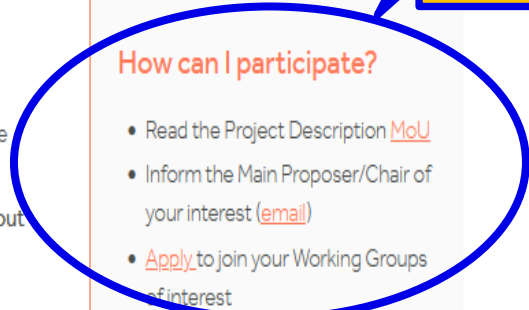 How can I participate?
• Read the Project Description MoU
• Inform the Main Proposer/Chair of
your interest (email)
• Apply to join your Working Groups
of interest
e
out